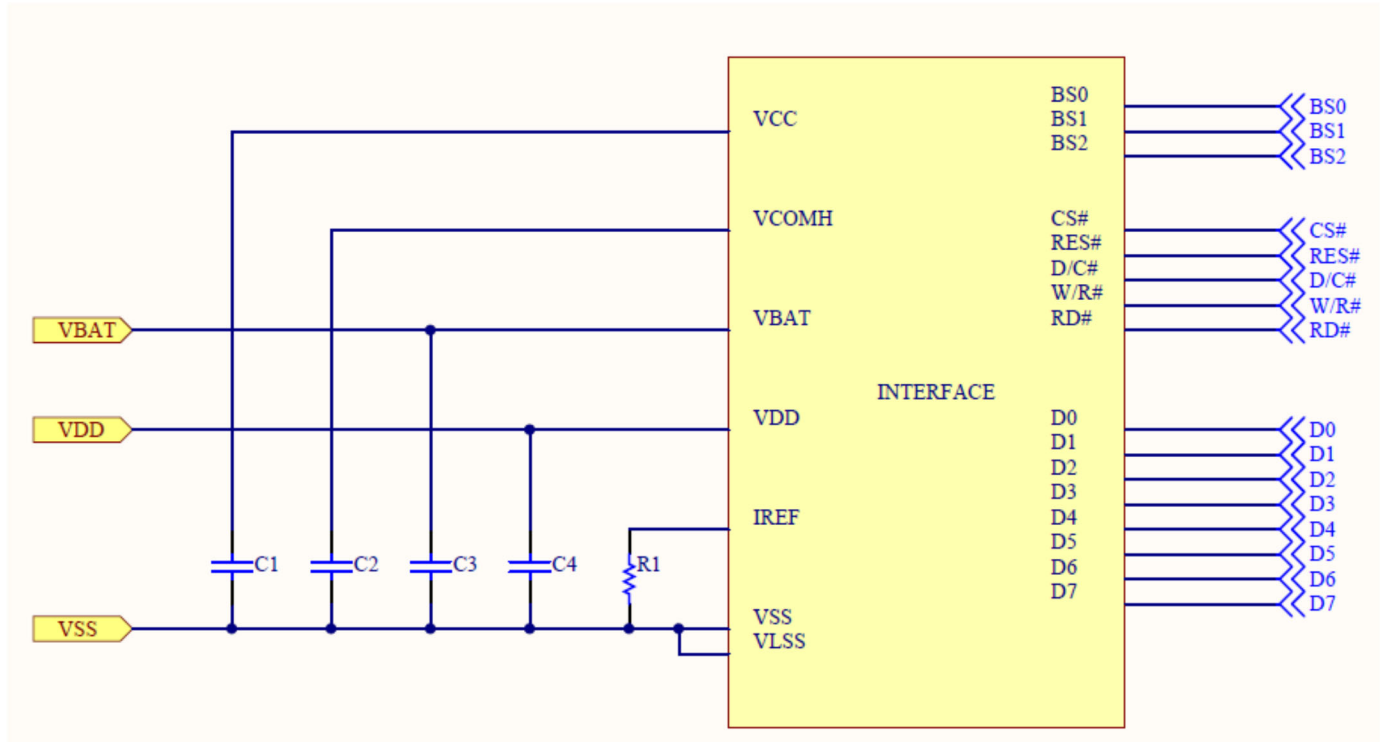 VCC
VCOMH
VBAT
VBAT
VDD
VDD
IREF
C1
C2
C3
C4
R1
VSS
VSS
VLSS
INTERFACE
BS0
BS1
BS2
CS#
RES#
D/C#
W/R#
RD#
D0
D1
D2
D3
D4
D5
D6
D7
BS0
BS1
BS2
CS#
RES#
D/C#
W/R#
RD#
D0
D1
D2
D3
D4
D5
D6
D7